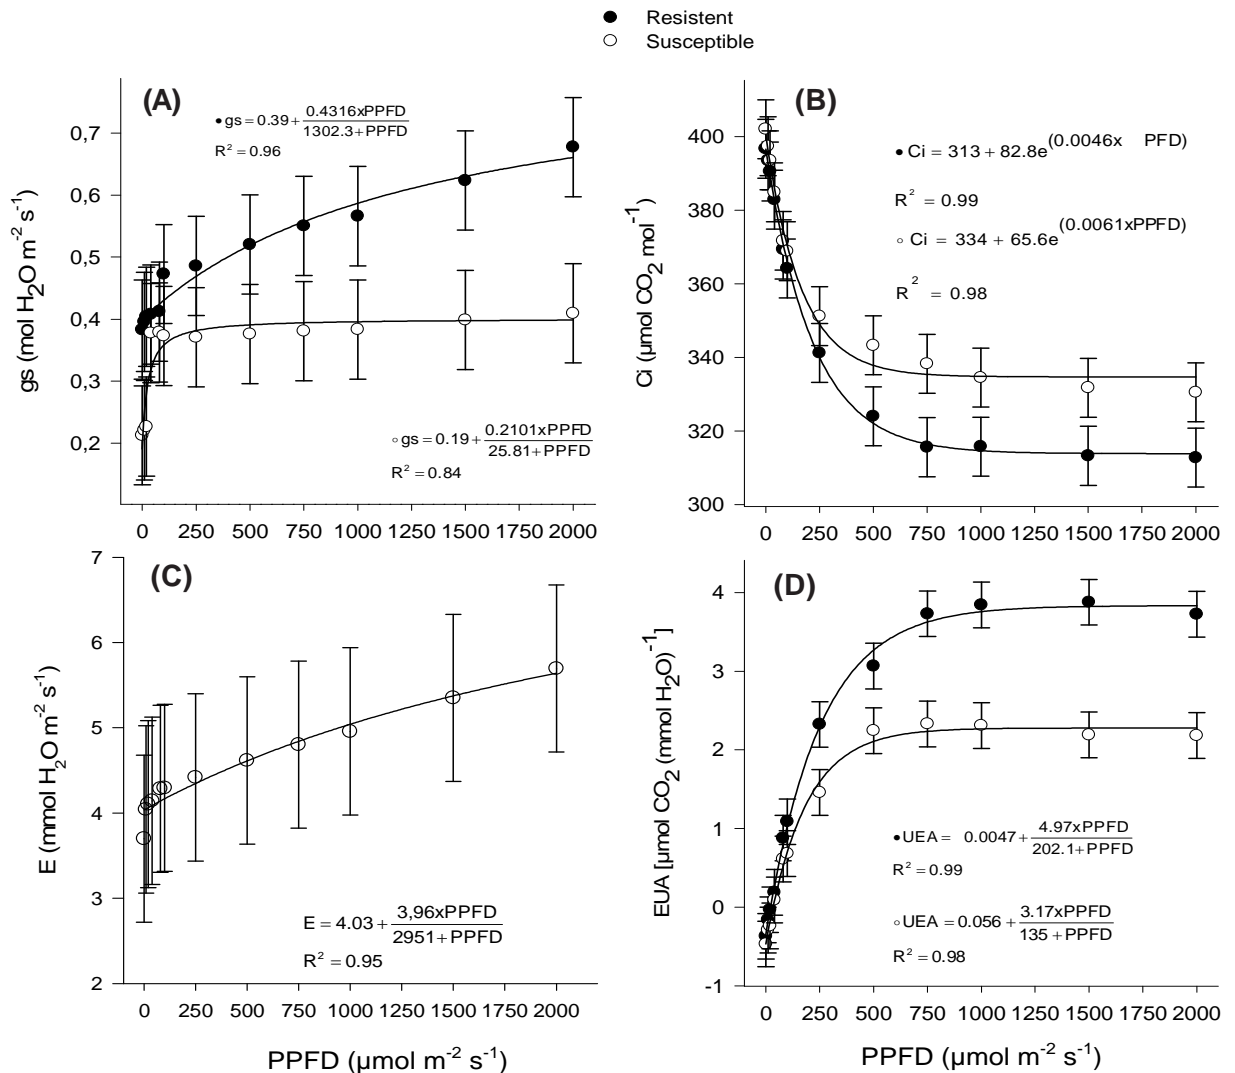 Resistent
Susceptible
(A)
gs = 0.39 + 0.4316xPPFD / 1302.3 + PPFD
R² = 0.96
gs = 0.19 + 0.2101xPPFD / 25.81 + PPFD
R² = 0.84
gs (mol H₂O m⁻² s⁻¹)
0,7
0,6
0,5
0,4
0,3
0,2
0 250 500 750 1000 1250 1500 1750 2000
(B)
Ci = 313 + 82.8e^(0.0046x PFD)
R² = 0.99
Ci = 334 + 65.6e^(0.0061xPPFD)
R² = 0.98
Ci (µmol CO₂ mol⁻¹)
400
380
360
340
320
300
0 250 500 750 1000 1250 1500 1750 2000
(C)
E = 4.03 + 3,96xPPFD / 2951 + PPFD
R² = 0.95
E (mmol H₂O m⁻² s⁻¹)
7
6
5
4
3
2
0 250 500 750 1000 1250 1500 1750 2000
PPFD (µmol m⁻² s⁻¹)
(D)
UEA = 0.0047 + 4.97xPPFD / 202.1 + PPFD
R² = 0.99
UEA = 0.056 + 3.17xPPFD / 135 + PPFD
R² = 0.98
EUA [µmol CO₂ (mmol H₂O)⁻¹]
4
3
2
1
0
-1
0 250 500 750 1000 1250 1500 1750 2000
PPFD (µmol m⁻² s⁻¹)